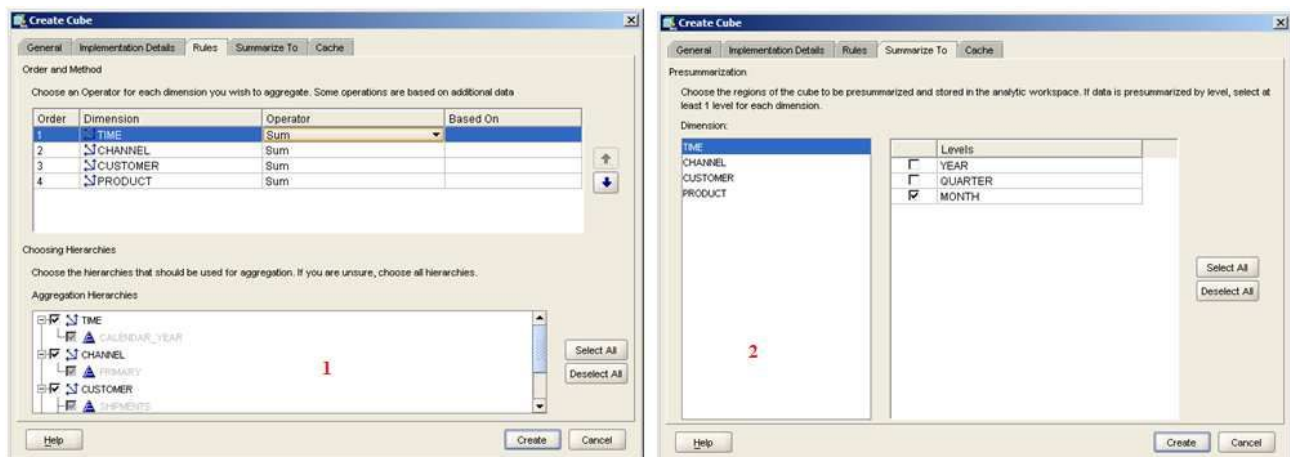 Create Cube
General Implementation Details Rules Summarize To Cache
Order and Method
Choose an Operator for each dimension you wish to aggregate. Some operations are based on additional data
Order Dimension Operator Based On
1 TIME Sum
2 CHANNEL Sum
3 CUSTOMER Sum
4 PRODUCT Sum
Choosing Hierarchies
Choose the hierarchies that should be used for aggregation. If you are unsure, choose all hierarchies.
Aggregation Hierarchies
TIME
CALENDAR_YEAR
CHANNEL
PRIMARY
CUSTOMER
SHIPMENTS
1
Select All
Deselect All
Help Create Cancel
Create Cube
General Implementation Details Rules Summarize To Cache
Presummarization
Choose the regions of the cube to be presummarized and stored in the analytic workspace. If data is presummarized by level, select at
least 1 level for each dimension.
Dimension:
TIME
CHANNEL
CUSTOMER
PRODUCT
2
Levels
YEAR
QUARTER
MONTH
Select All
Deselect All
Help Create Cancel